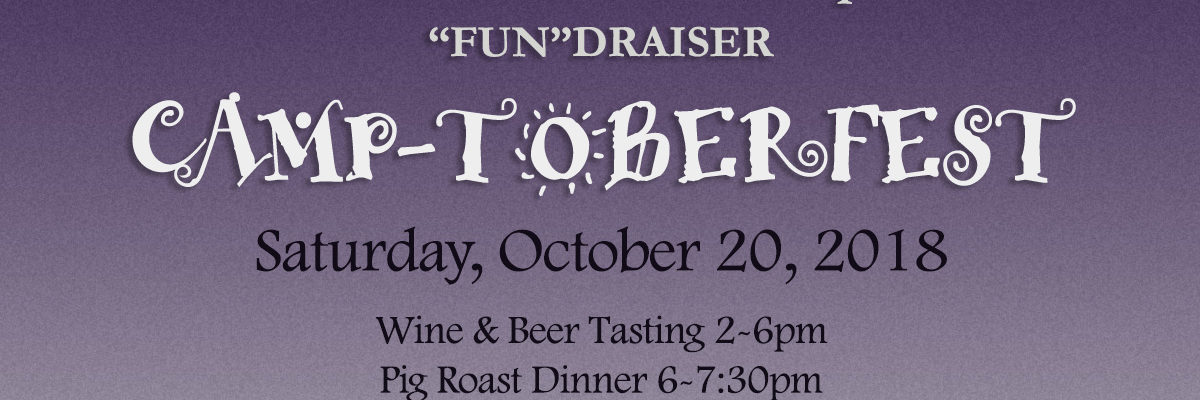 “FUN”DRAISER
CAMP-TOBERFEST
Saturday, October 20, 2018
Wine & Beer Tasting 2~6pm
Pig Roast Dinner 6~7:30pm